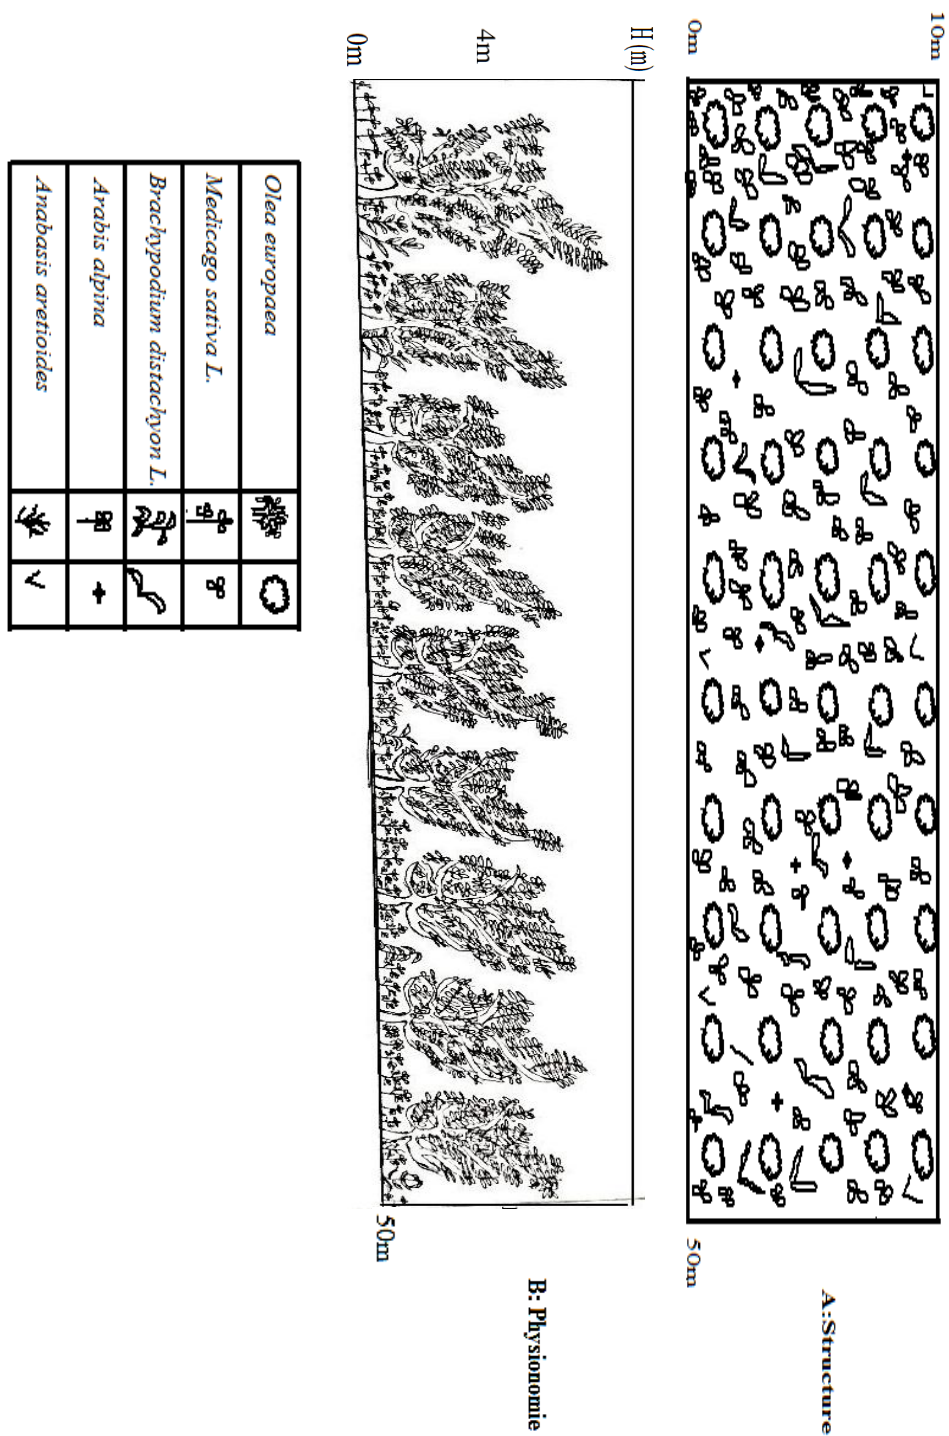 10m
0m
50m
A:Structure
H (m)
4m
0m
50m
B: Physionomie
Olea europaea
Medicago sativa L.
Brachypodium distachyon L.
Arabis alpina
Anabasis aretioides